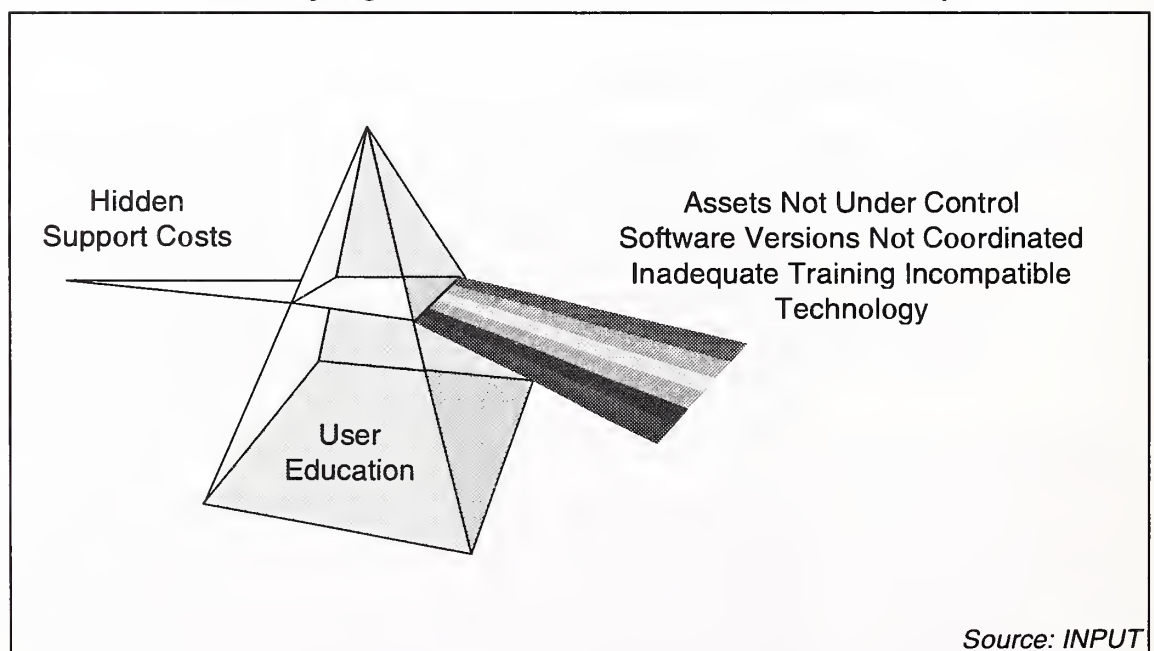 Hidden
Support Costs
Assets Not Under Control
Software Versions Not Coordinated
Inadequate Training Incompatible
Technology
User
Education
Source: INPUT